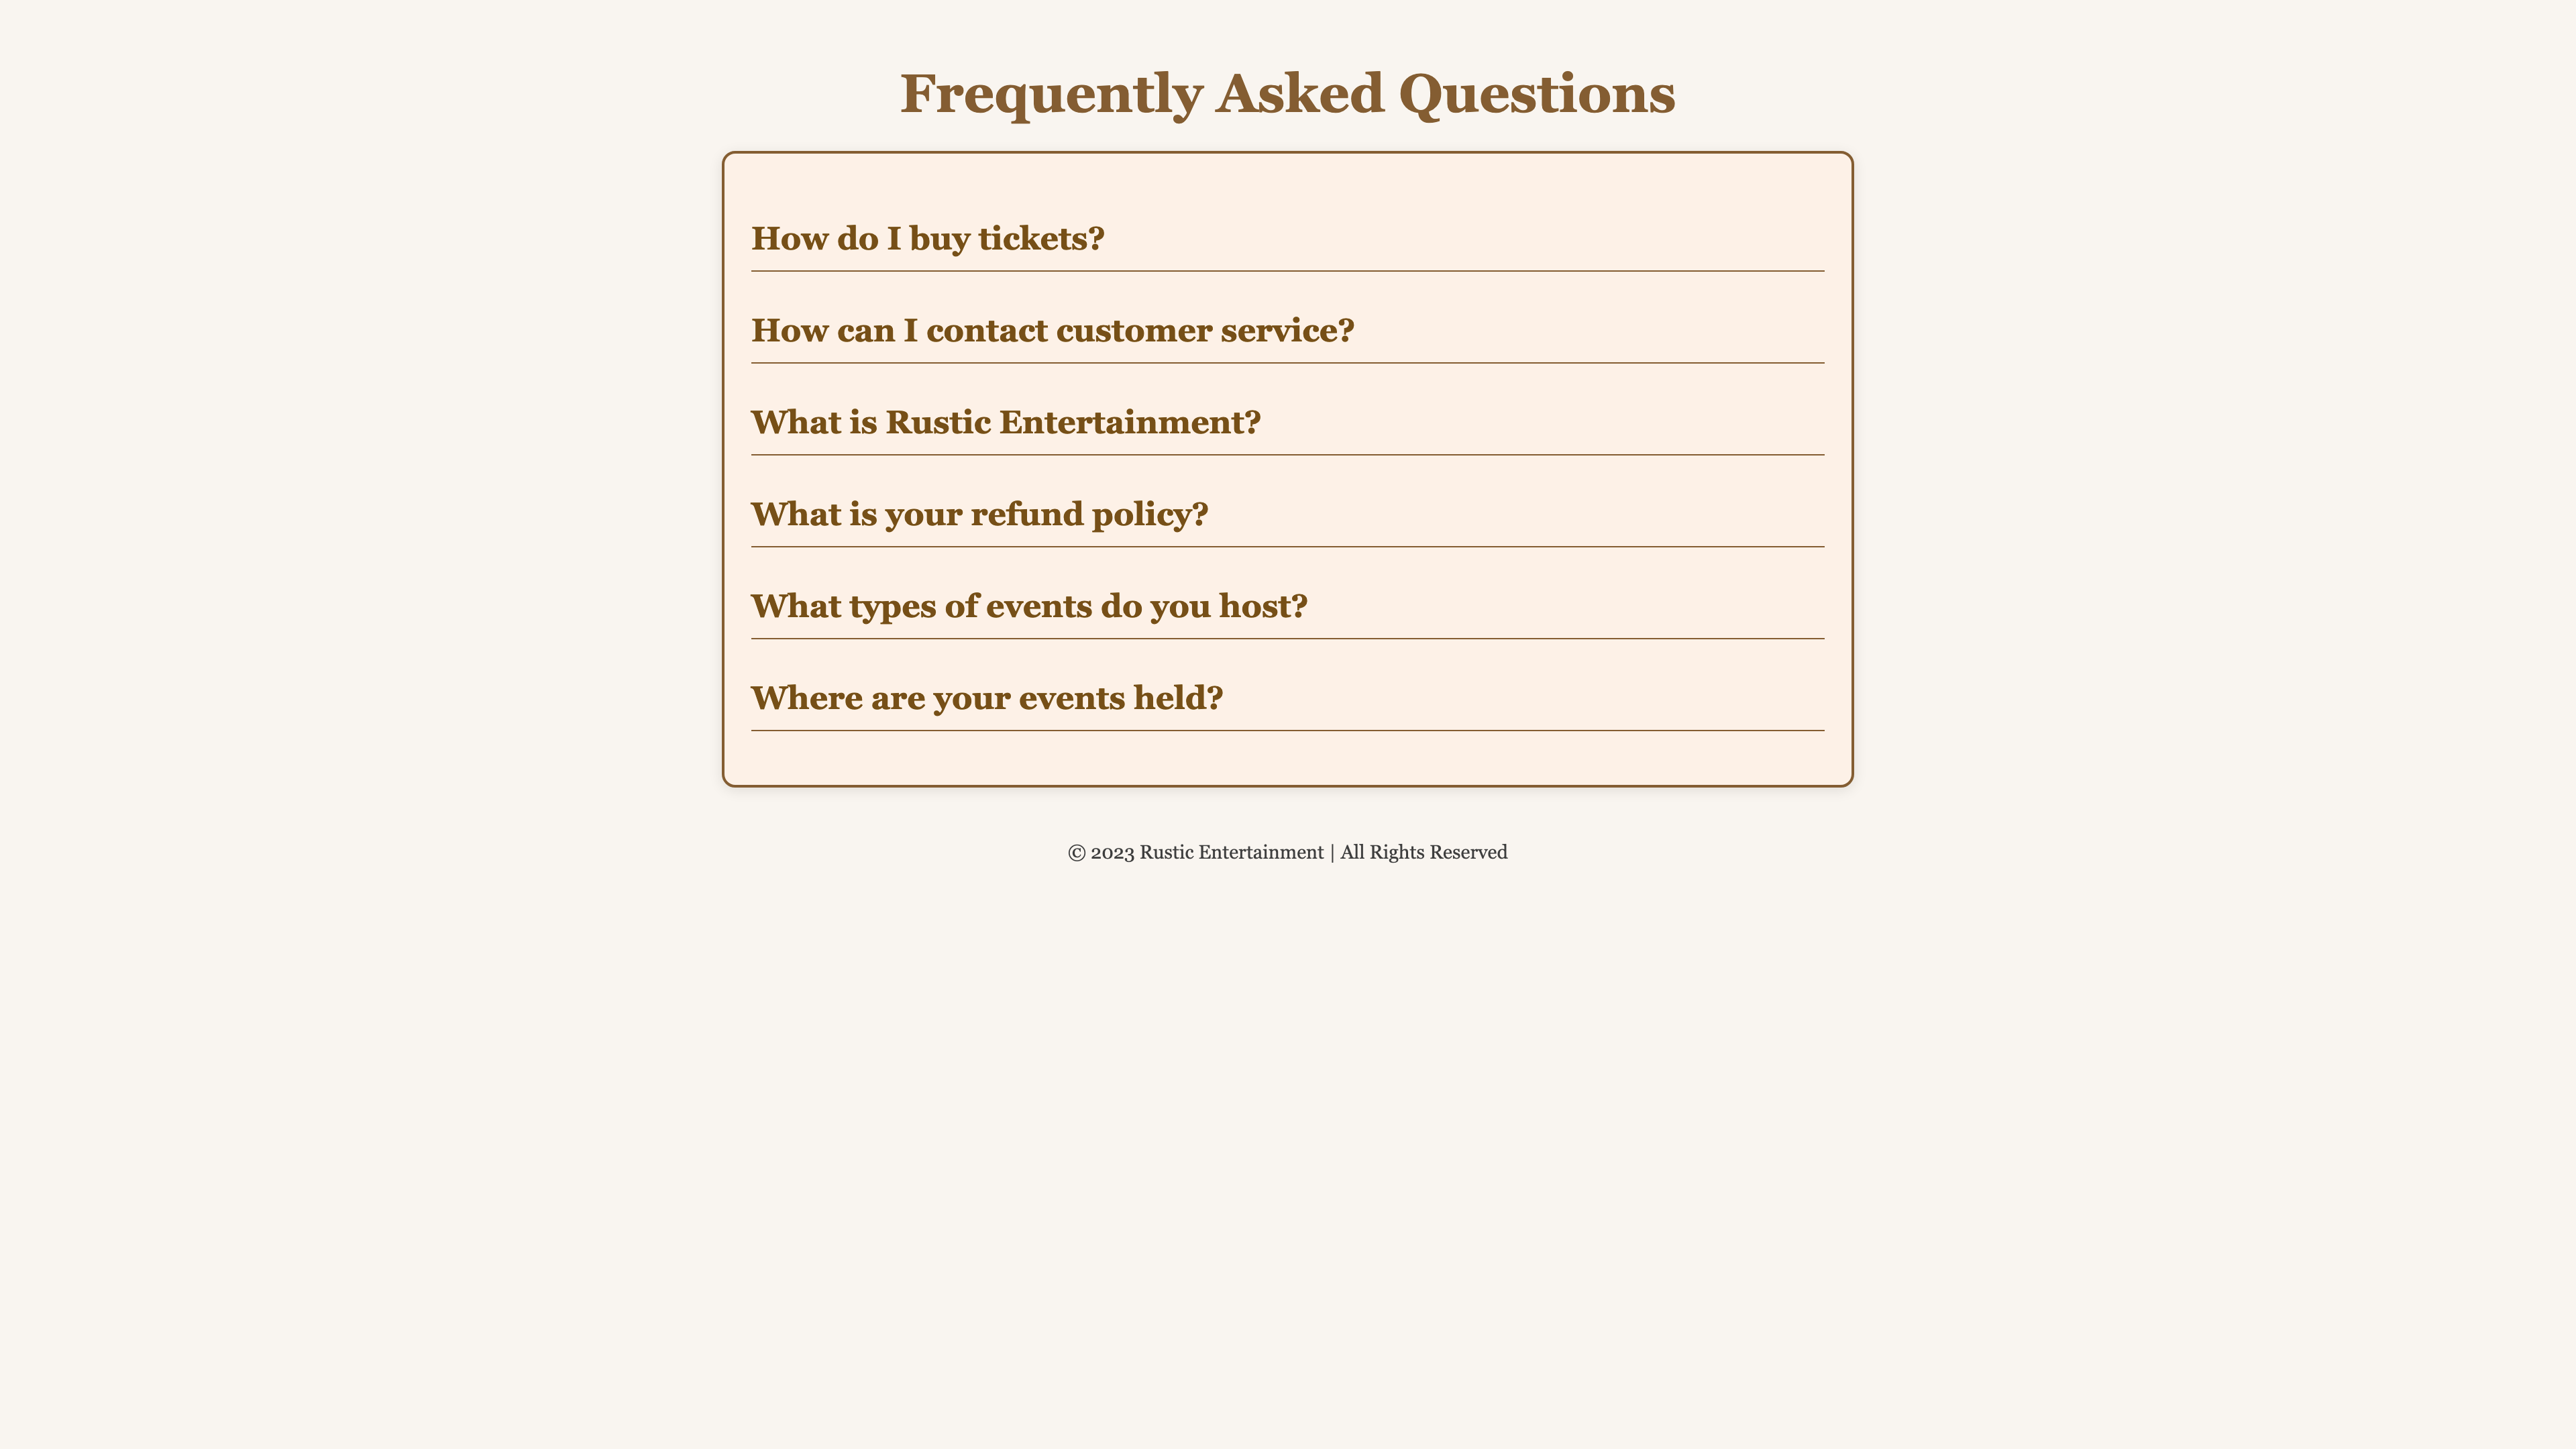 Frequently Asked Questions
How do I buy tickets?
How can I contact customer service?
What is Rustic Entertainment?
What is your refund policy?
What types of events do you host?
Where are your events held?
© 2023 Rustic Entertainment | All Rights Reserved